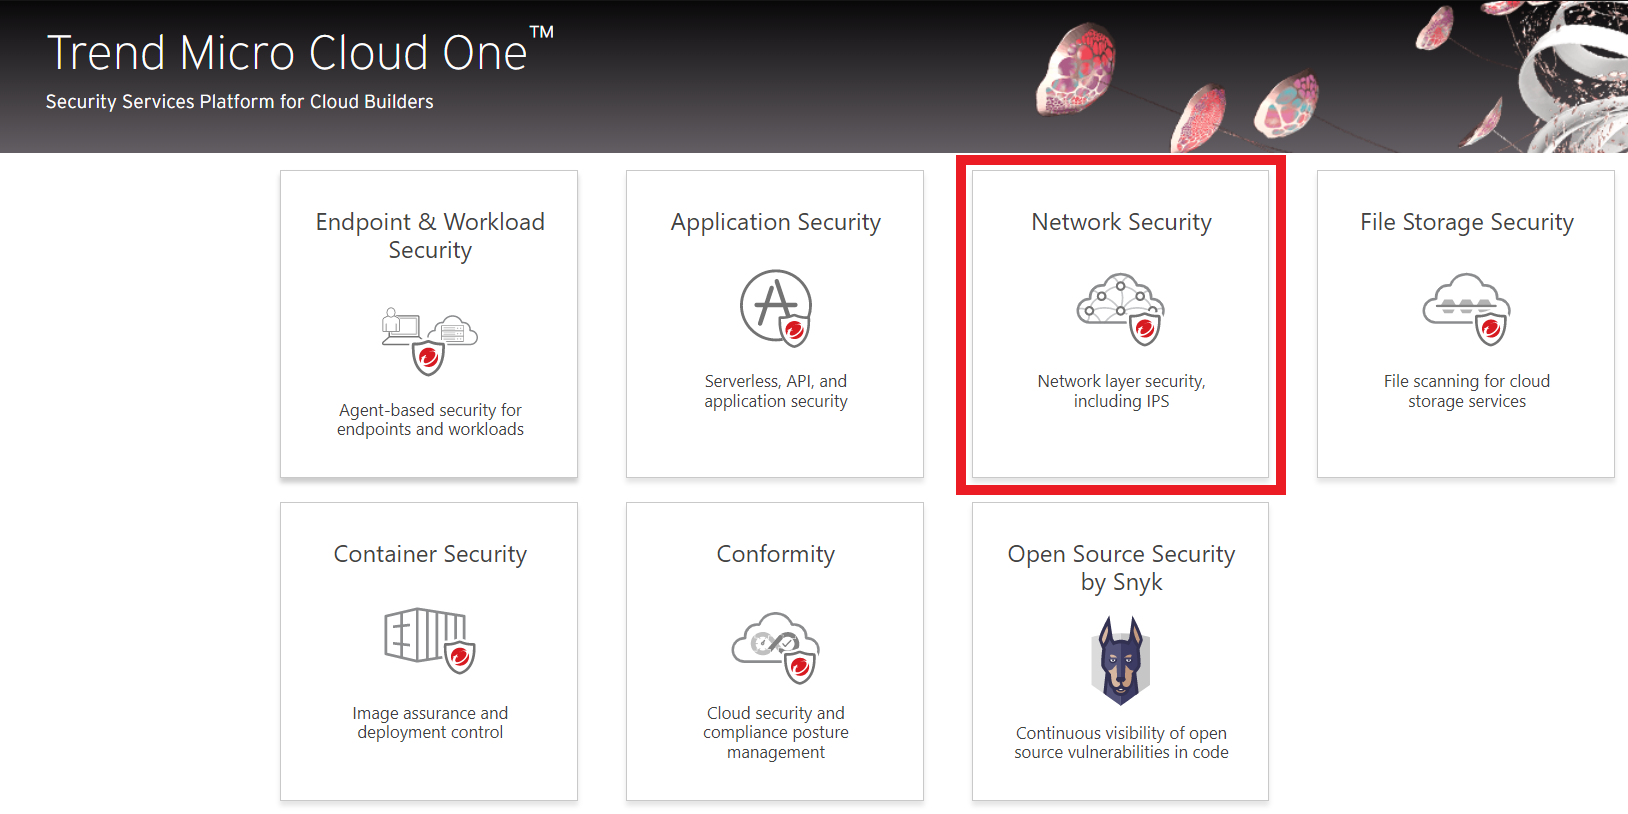 Trend Micro Cloud One™
Security Services Platform for Cloud Builders
Endpoint & Workload
Security
Agent-based security for
endpoints and workloads
Application Security
Serverless, API, and
application security
Network Security
Network layer security,
including IPS
File Storage Security
File scanning for cloud
storage services
Container Security
Image assurance and
deployment control
Conformity
Cloud security and
compliance posture
management
Open Source Security
by Snyk
Continuous visibility of open
source vulnerabilities in code